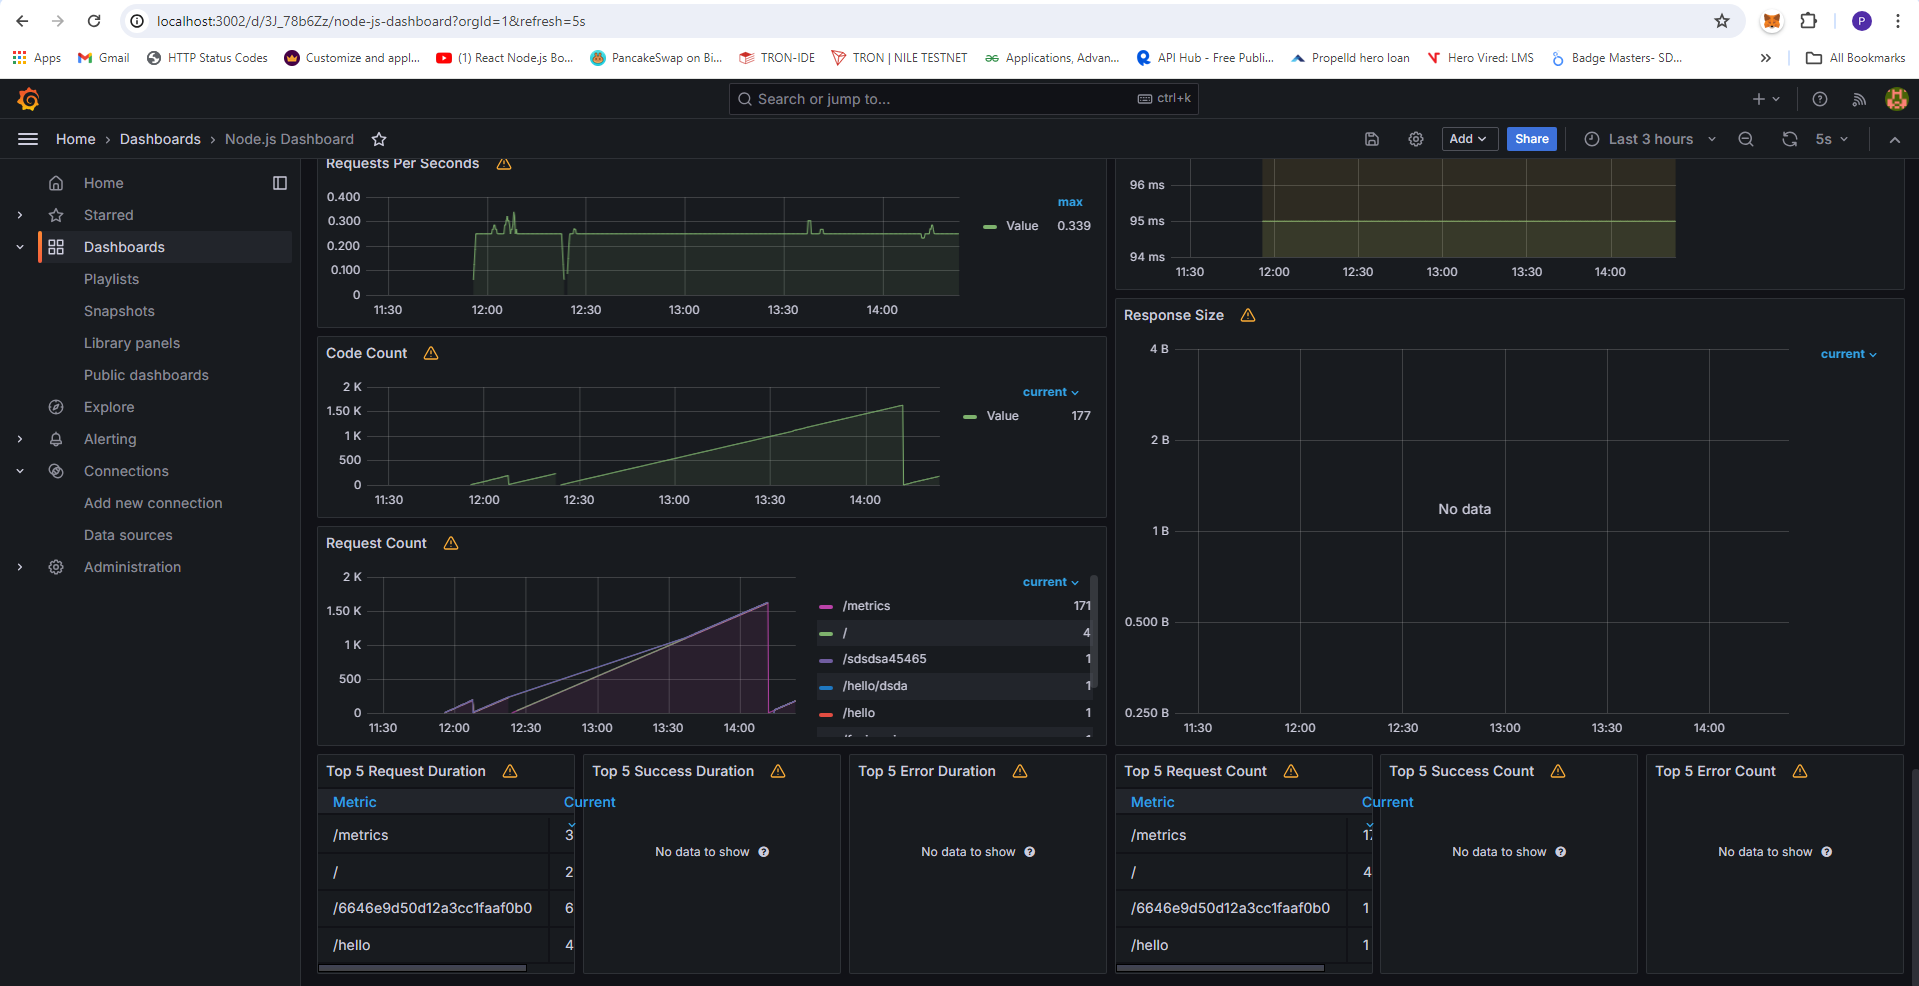 localhost:3002/d/3J_78b6Zz/node-js-dashboard?orgId=1&refresh=5s
P
Apps
Gmail
HTTP Status Codes
Customize and appl...
(1) React Node.js Bo...
PancakeSwap on Bi...
TRON-IDE
TRON | NILE TESTNET
Applications, Advan...
API Hub - Free Publi...
Propelld hero loan
Hero Vired: LMS
Badge Masters- SD...
All Bookmarks
Search or jump to...
ctrl+k
Home
Dashboards
Node.js Dashboard
Add
Share
Last 3 hours
5s
Home
Starred
Dashboards
Playlists
Snapshots
Library panels
Public dashboards
Explore
Alerting
Connections
Add new connection
Data sources
Administration
Requests Per Seconds
0.400
0.300
0.200
0.100
0
11:30
12:00
12:30
13:00
13:30
14:00
max
Value 0.339
96 ms
95 ms
94 ms
11:30
12:00
12:30
13:00
13:30
14:00
Code Count
2 K
1.50 K
1 K
500
0
11:30
12:00
12:30
13:00
13:30
14:00
current
Value 177
Response Size
4 B
2 B
1 B
0.500 B
0.250 B
11:30
12:00
12:30
13:00
13:30
14:00
No data
current
Request Count
2 K
1.50 K
1 K
500
0
11:30
12:00
12:30
13:00
13:30
14:00
current
/metrics 171
/ 4
/sdsdsa45465 1
/hello/dsda 1
/hello 1
Top 5 Request Duration
Metric Current
/metrics 3
/ 2
/6646e9d50d12a3cc1faaf0b0 6
/hello 4
Top 5 Success Duration
No data to show
Top 5 Error Duration
No data to show
Top 5 Request Count
Metric Current
/metrics 17
/ 4
/6646e9d50d12a3cc1faaf0b0 1
/hello 1
Top 5 Success Count
No data to show
Top 5 Error Count
No data to show